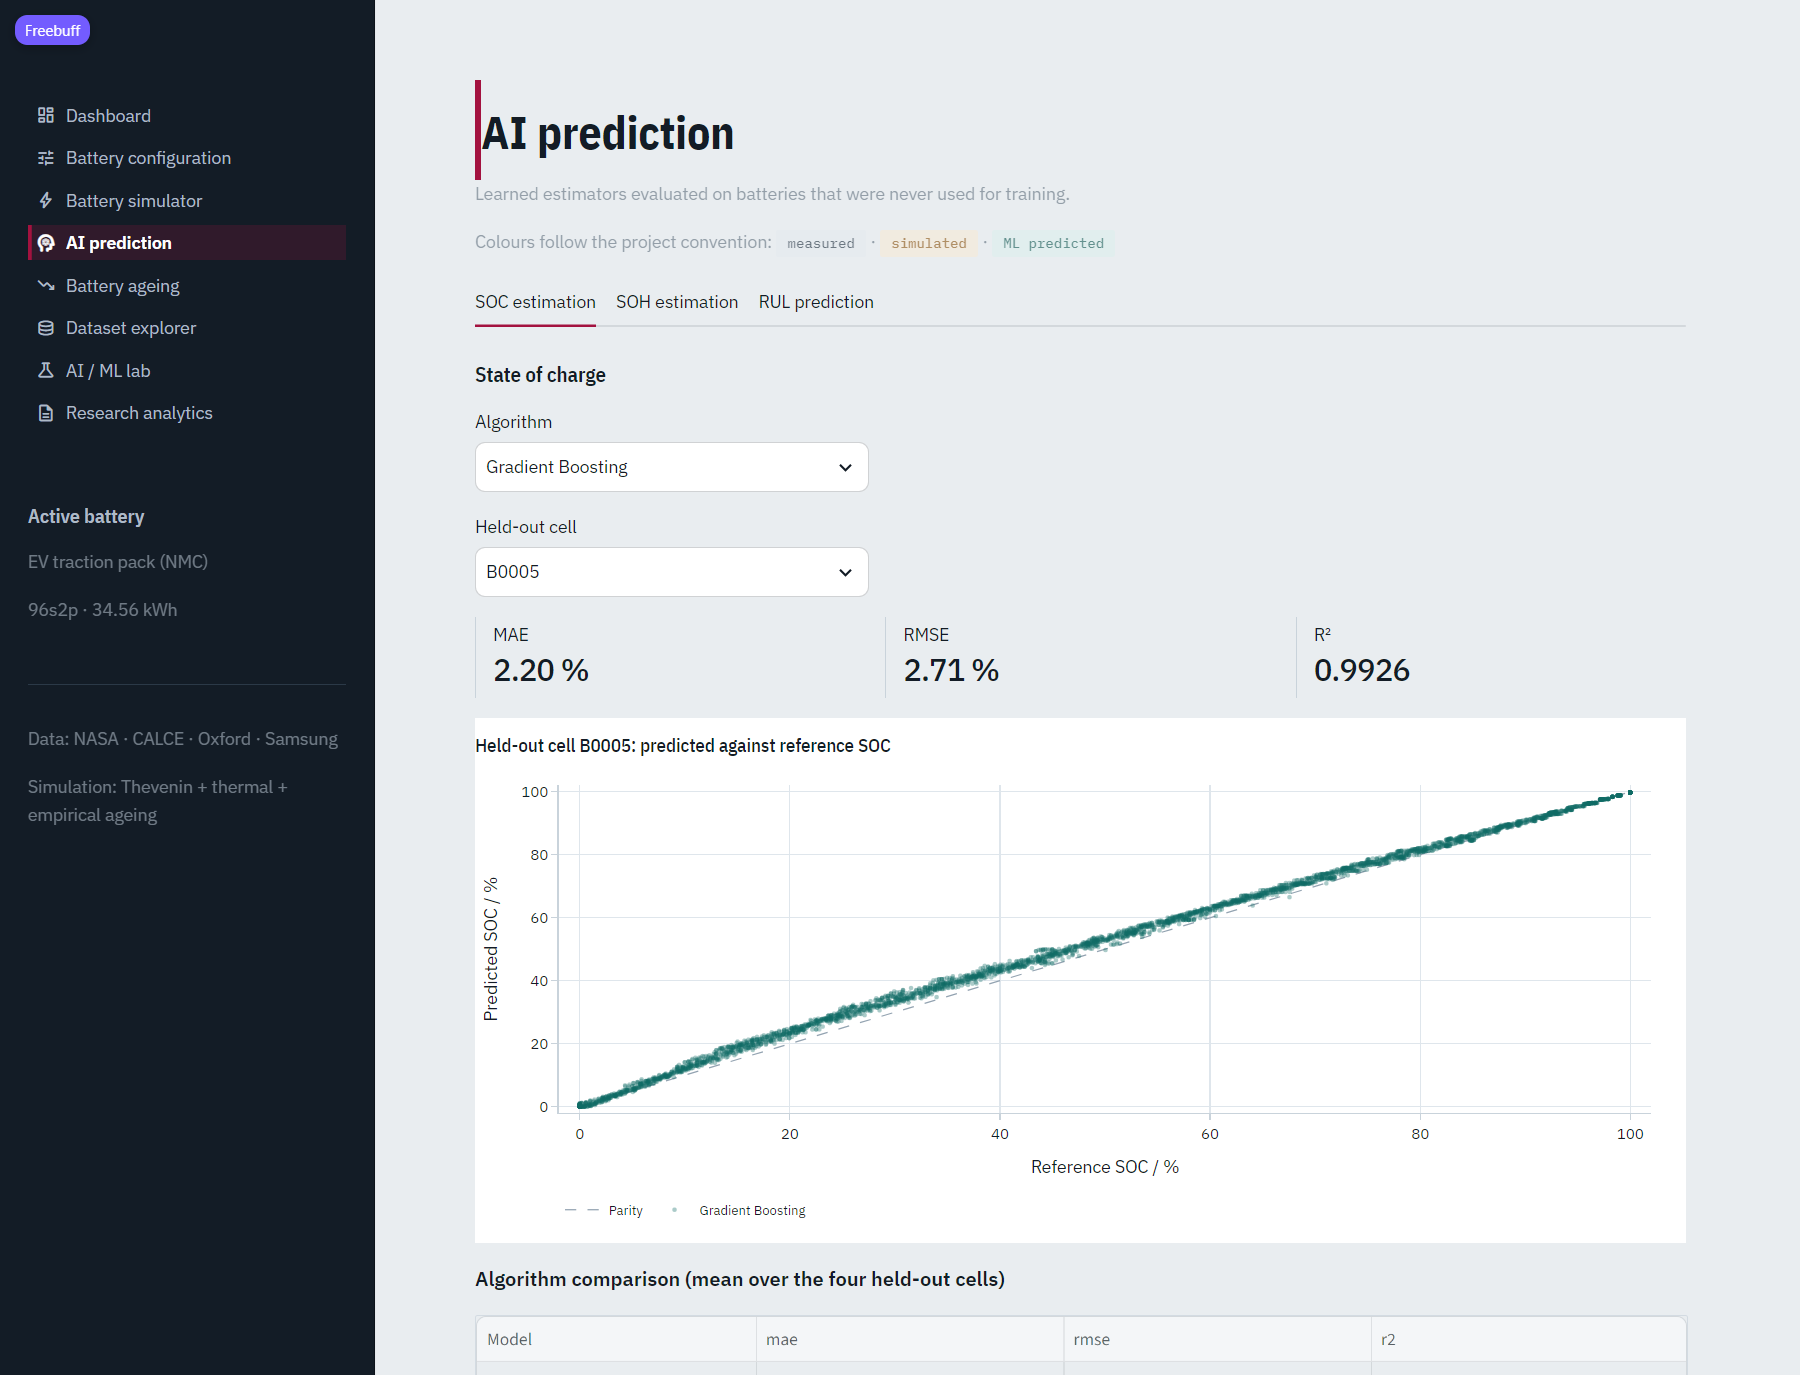 Freebuff
Dashboard
Battery configuration
Battery simulator
AI prediction
Battery ageing
Dataset explorer
AI / ML lab
Research analytics
Active battery
EV traction pack (NMC)
96s2p · 34.56 kWh
Data: NASA · CALCE · Oxford · Samsung
Simulation: Thevenin + thermal +
empirical ageing
AI prediction
Learned estimators evaluated on batteries that were never used for training.
Colours follow the project convention: measured · simulated · ML predicted
SOC estimation SOH estimation RUL prediction
State of charge
Algorithm
Gradient Boosting
Held-out cell
B0005
MAE RMSE R²
2.20 % 2.71 % 0.9926
Held-out cell B0005: predicted against reference SOC
100
80
60
40
20
0
Predicted SOC / %
0 20 40 60 80 100
Reference SOC / %
Parity Gradient Boosting
Algorithm comparison (mean over the four held-out cells)
Model mae rmse r2